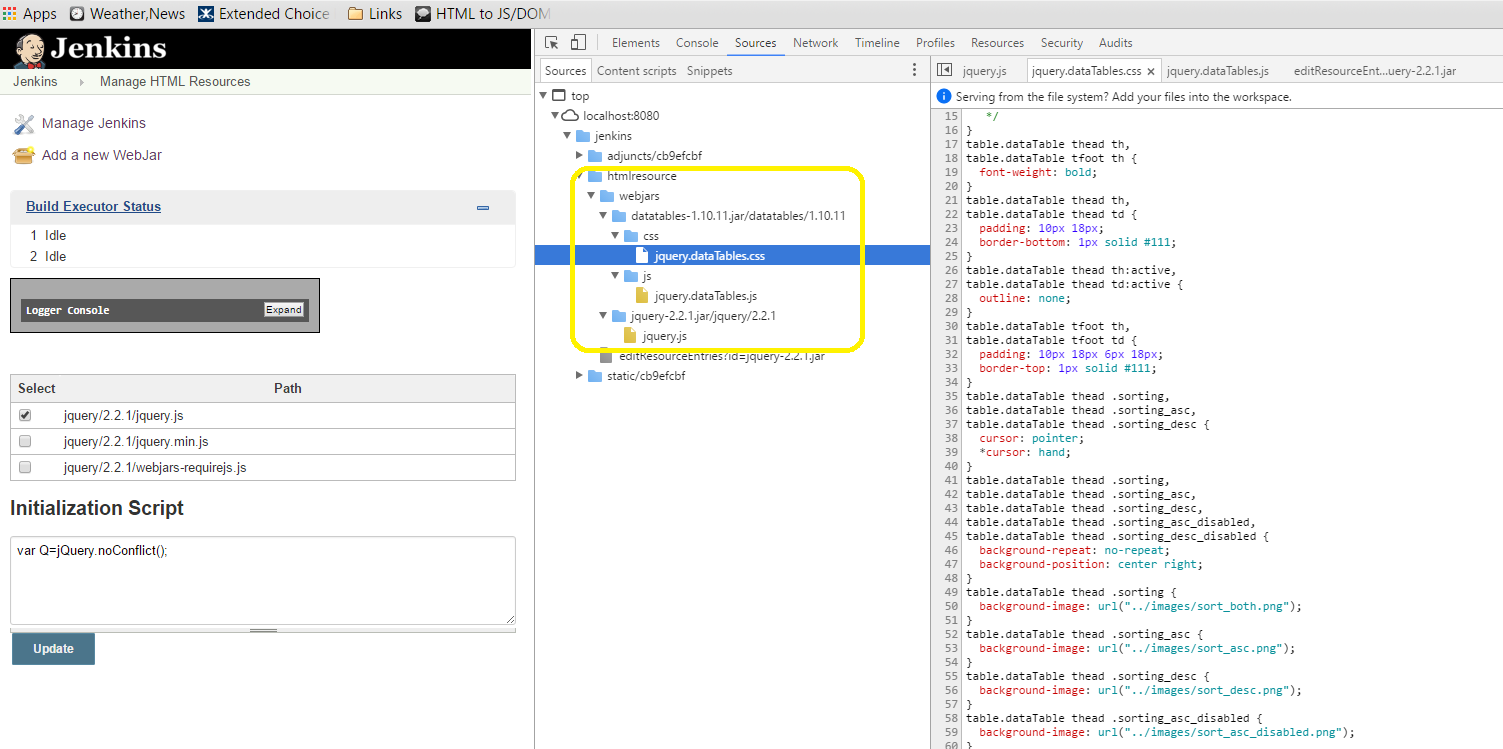 Apps Weather,News Extended Choice Links HTML to JS/DOM
Jenkins
Jenkins Manage HTML Resources
Manage Jenkins
Add a new WebJar
Build Executor Status
1 Idle
2 Idle
Logger Console Expand
Select Path
jquery/2.2.1/jquery.js
jquery/2.2.1/jquery.min.js
jquery/2.2.1/webjars-requirejs.js
Initialization Script
var Q=jQuery.noConflict();
Update
Elements Console Sources Network Timeline Profiles Resources Security Audits
Sources Content scripts Snippets
top
localhost:8080
jenkins
adjuncts/cb9efcbf
htmlresource
webjars
datatables-1.10.11.jar/datatables/1.10.11
css
jquery.dataTables.css
js
jquery.dataTables.js
jquery-2.2.1.jar/jquery/2.2.1
jquery.js
editResourceEntries?id=jquery-2.2.1.jar
static/cb9efcbf
jquery.js jquery.dataTables.css × jquery.dataTables.js editResourceEnt...uery-2.2.1.jar
Serving from the file system? Add your files into the workspace.
15 */
16 }
17 table.dataTable thead th,
18 table.dataTable tfoot th {
19 font-weight: bold;
20 }
21 table.dataTable thead th,
22 table.dataTable thead td {
23 padding: 10px 18px;
24 border-bottom: 1px solid #111;
25 }
26 table.dataTable thead th:active,
27 table.dataTable thead td:active {
28 outline: none;
29 }
30 table.dataTable tfoot th,
31 table.dataTable tfoot td {
32 padding: 10px 18px 6px 18px;
33 border-top: 1px solid #111;
34 }
35 table.dataTable thead .sorting,
36 table.dataTable thead .sorting_asc,
37 table.dataTable thead .sorting_desc {
38 cursor: pointer;
39 *cursor: hand;
40 }
41 table.dataTable thead .sorting,
42 table.dataTable thead .sorting_asc,
43 table.dataTable thead .sorting_desc,
44 table.dataTable thead .sorting_asc_disabled,
45 table.dataTable thead .sorting_desc_disabled {
46 background-repeat: no-repeat;
47 background-position: center right;
48 }
49 table.dataTable thead .sorting {
50 background-image: url("../images/sort_both.png");
51 }
52 table.dataTable thead .sorting_asc {
53 background-image: url("../images/sort_asc.png");
54 }
55 table.dataTable thead .sorting_desc {
56 background-image: url("../images/sort_desc.png");
57 }
58 table.dataTable thead .sorting_asc_disabled {
59 background-image: url("../images/sort_asc_disabled.png");
60 }